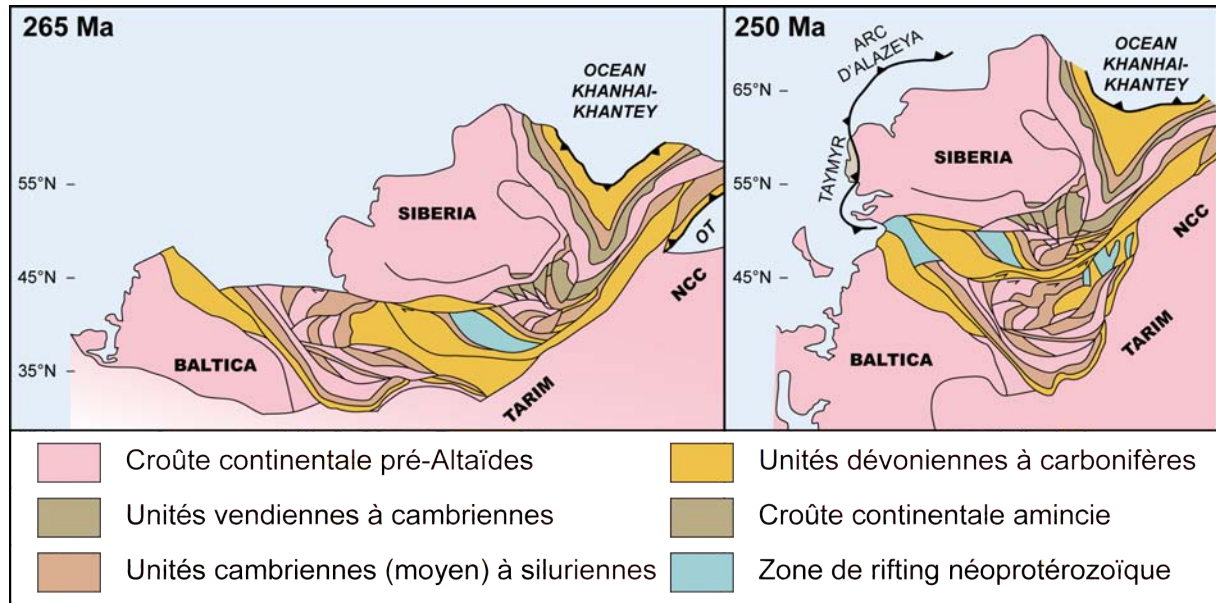 265 Ma
OCEAN
KHANHAI-
KHANTEY
55°N
SIBERIA
OT
45°N
NCC
BALTICA
35°N
TARIM
250 Ma
ARC
D'ALAZEYA
OCEAN
KHANHAI-
KHANTEY
65°N
TAYMYR
SIBERIA
55°N
NCC
45°N
TARIM
BALTICA
35°N
Croûte continentale pré-Altaïdes
Unités vendiennes à cambriennes
Unités cambriennes (moyen) à siluriennes
Unités dévoniennes à carbonifères
Croûte continentale amincie
Zone de rifting néoprotérozoïque